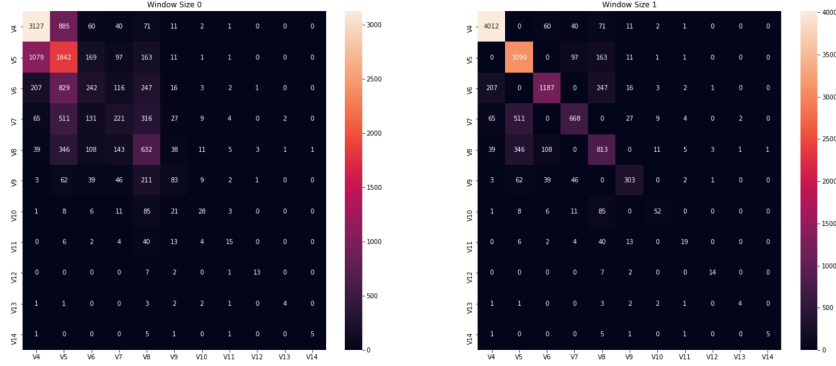 Window Size 0
V4 3127 885 60 40 71 11 2 1 0 0 0
V5 1079 1842 169 97 163 11 1 1 0 0 0
V6 207 829 242 116 247 16 3 2 1 0 0
V7 65 511 131 221 316 27 9 4 0 2 0
V8 39 346 108 143 632 38 11 5 3 1 1
V9 3 62 39 46 211 83 9 2 1 0 0
V10 1 8 6 11 85 21 28 3 0 0 0
V11 0 6 2 4 40 13 4 15 0 0 0
V12 0 0 0 0 7 2 0 1 13 0 0
V13 1 1 0 0 3 2 2 1 0 4 0
V14 1 0 0 0 5 1 0 1 0 0 5
V4 V5 V6 V7 V8 V9 V10 V11 V12 V13 V14
3000
2500
2000
1500
1000
500
0
Window Size 1
V4 4012 0 60 40 71 11 2 1 0 0 0
V5 0 3090 0 97 163 11 1 1 0 0 0
V6 207 0 1187 0 247 16 3 2 1 0 0
V7 65 511 0 668 0 27 9 4 0 2 0
V8 39 346 108 0 813 0 11 5 3 1 1
V9 3 62 39 46 0 303 0 2 1 0 0
V10 1 8 6 11 85 0 52 0 0 0 0
V11 0 6 2 4 40 13 0 19 0 0 0
V12 0 0 0 0 7 2 0 0 14 0 0
V13 1 1 0 0 3 2 2 1 0 4 0
V14 1 0 0 0 5 1 0 1 0 0 5
V4 V5 V6 V7 V8 V9 V10 V11 V12 V13 V14
4000
3500
3000
2500
2000
1500
1000
500
0